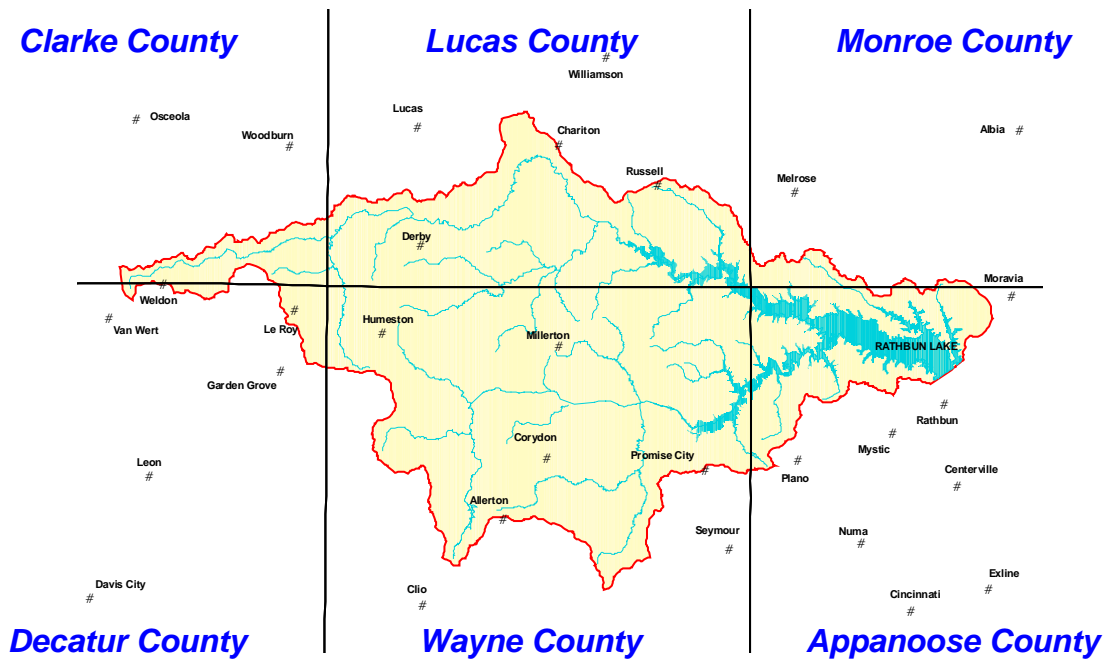 Clarke County
Lucas County
Monroe County
Williamson
Lucas
Osceola
Chariton
Albia
Woodburn
Russell
Melrose
Derby
Moravia
Weldon
Van Wert
Le Roy
Humeston
Millerton
RATHBUN LAKE
Garden Grove
Rathbun
Corydon
Mystic
Promise City
Leon
Plano
Centerville
Allerton
Seymour
Numa
Exline
Davis City
Clio
Cincinnati
Decatur County
Wayne County
Appanoose County